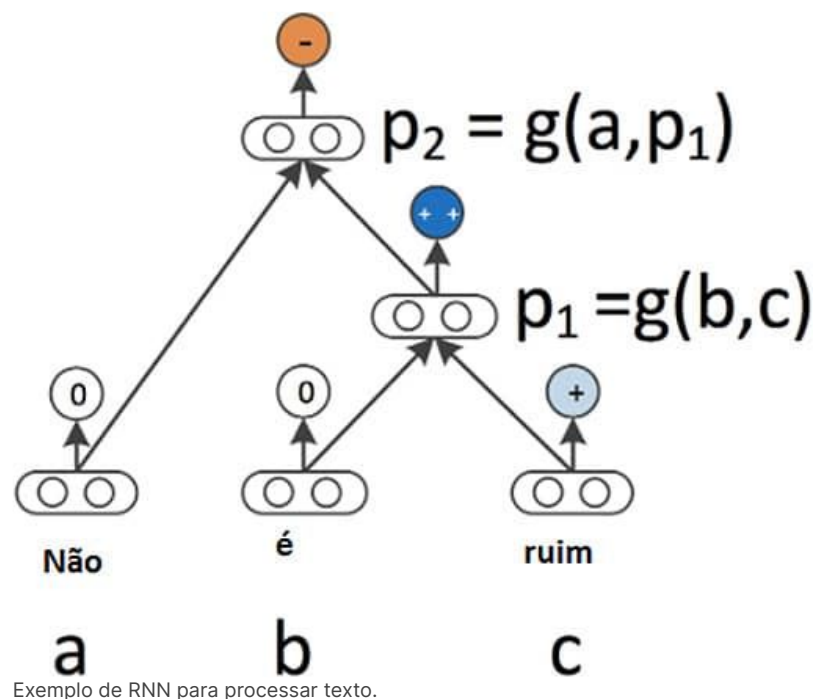 -
p₂ = g(a,p₁)
+ +
p₁ =g(b,c)
0 0 +
Não é ruim
a b c
Exemplo de RNN para processar texto.